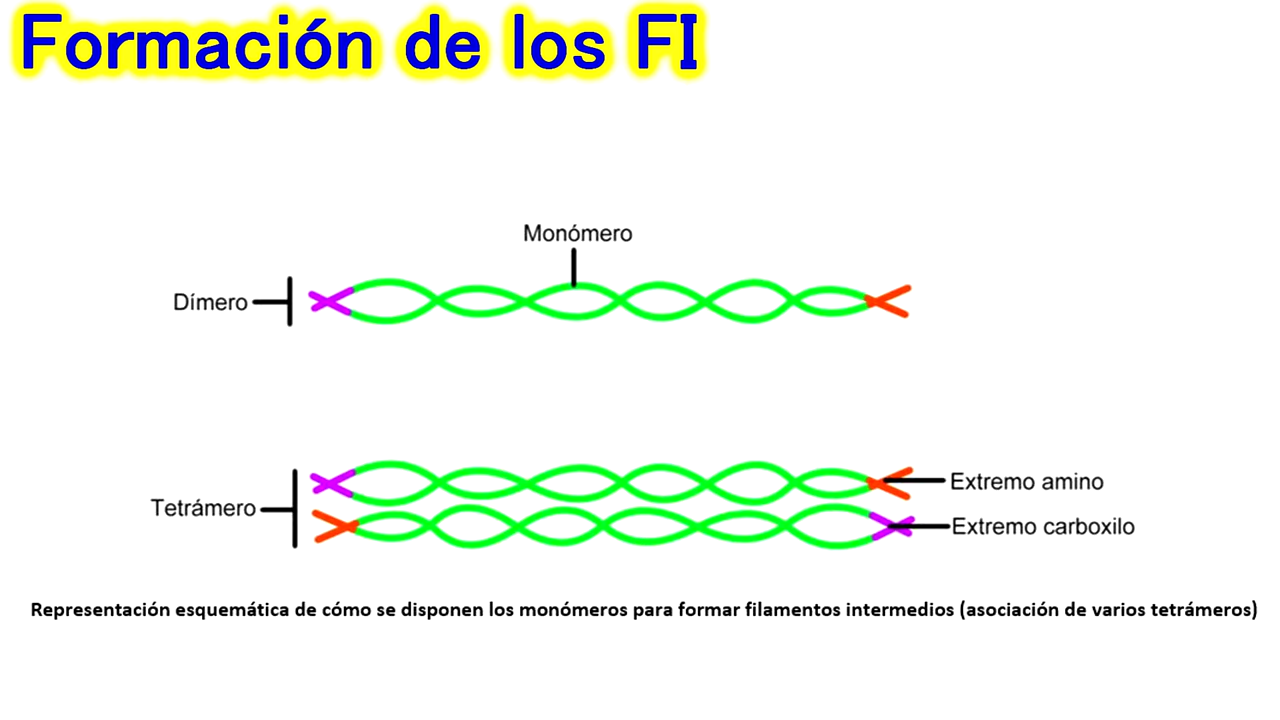 Formación de los FI
Monómero
Dímero
Tetrámero
Extremo amino
Extremo carboxilo
Representación esquemática de cómo se disponen los monómeros para formar filamentos intermedios (asociación de varios tetrámeros)